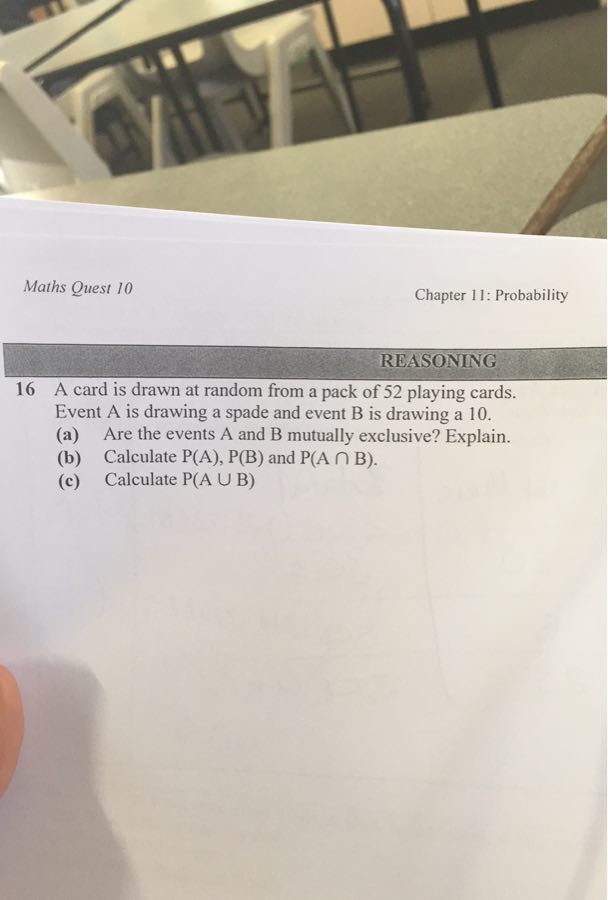 Maths Quest 10
Chapter 11: Probability
REASONING
16 A card is drawn at random from a pack of 52 playing cards.
Event A is drawing a spade and event B is drawing a 10.
(a) Are the events A and B mutually exclusive? Explain.
(b) Calculate P(A), P(B) and P(A ∩ B).
(c) Calculate P(A ∪ B)